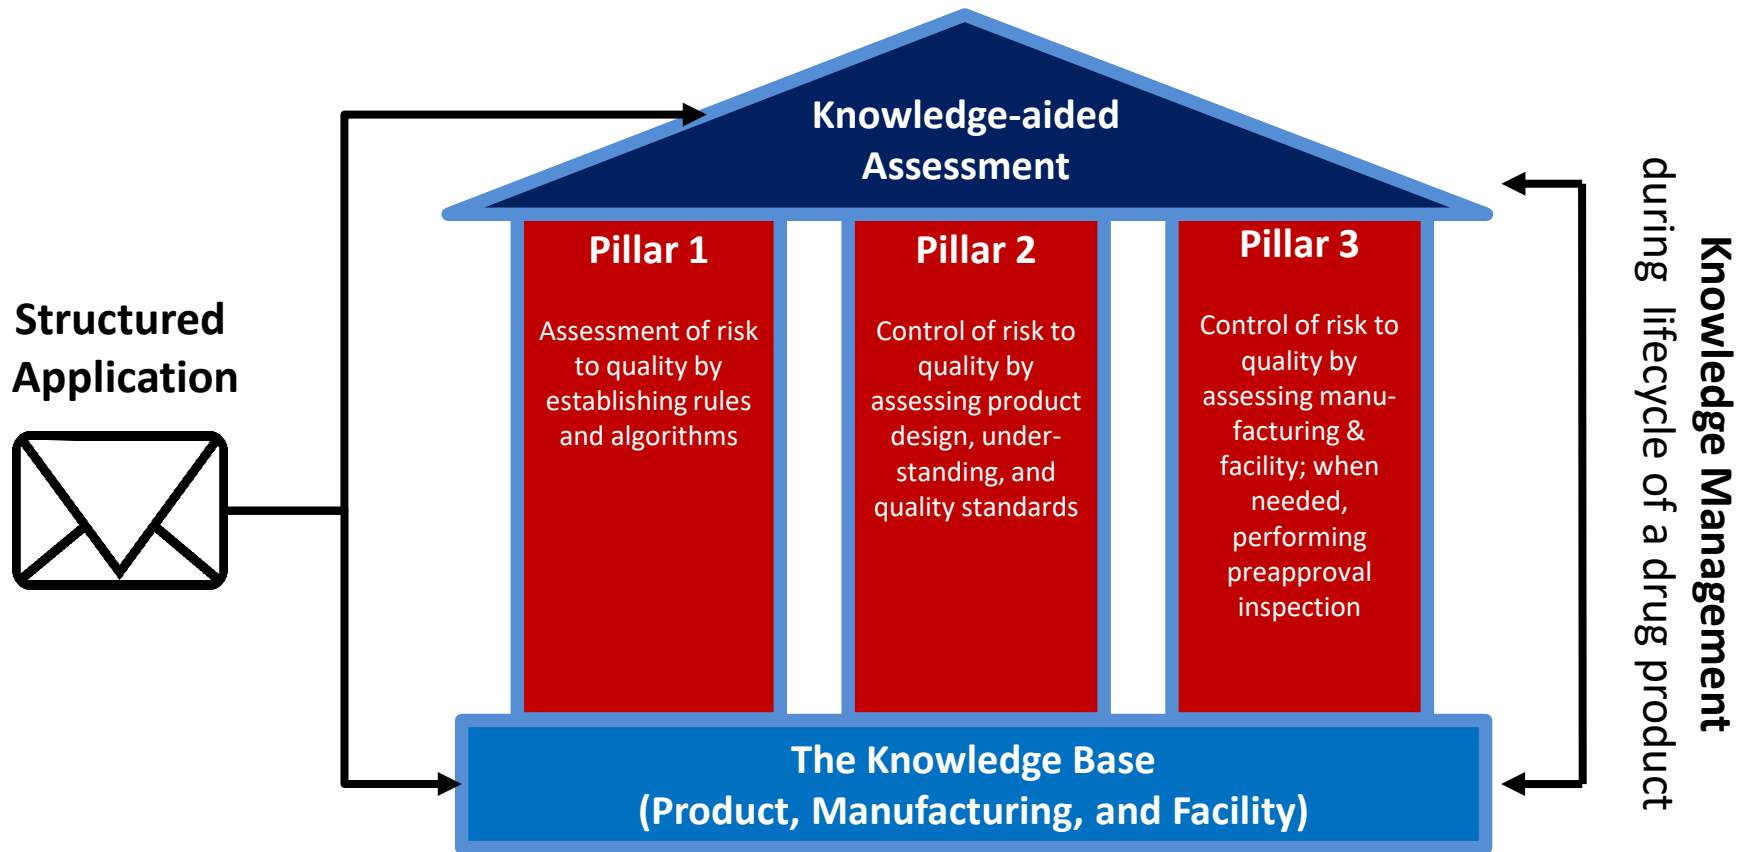 Knowledge-aided
Assessment
Structured
Application
Pillar 1
Assessment of risk
to quality by
establishing rules
and algorithms
Pillar 2
Control of risk to
quality by
assessing product
design, under-
standing, and
quality standards
Pillar 3
Control of risk to
quality by
assessing manu-
facturing &
facility; when
needed,
performing
preapproval
inspection
The Knowledge Base
(Product, Manufacturing, and Facility)
Knowledge Management
during lifecycle of a drug product